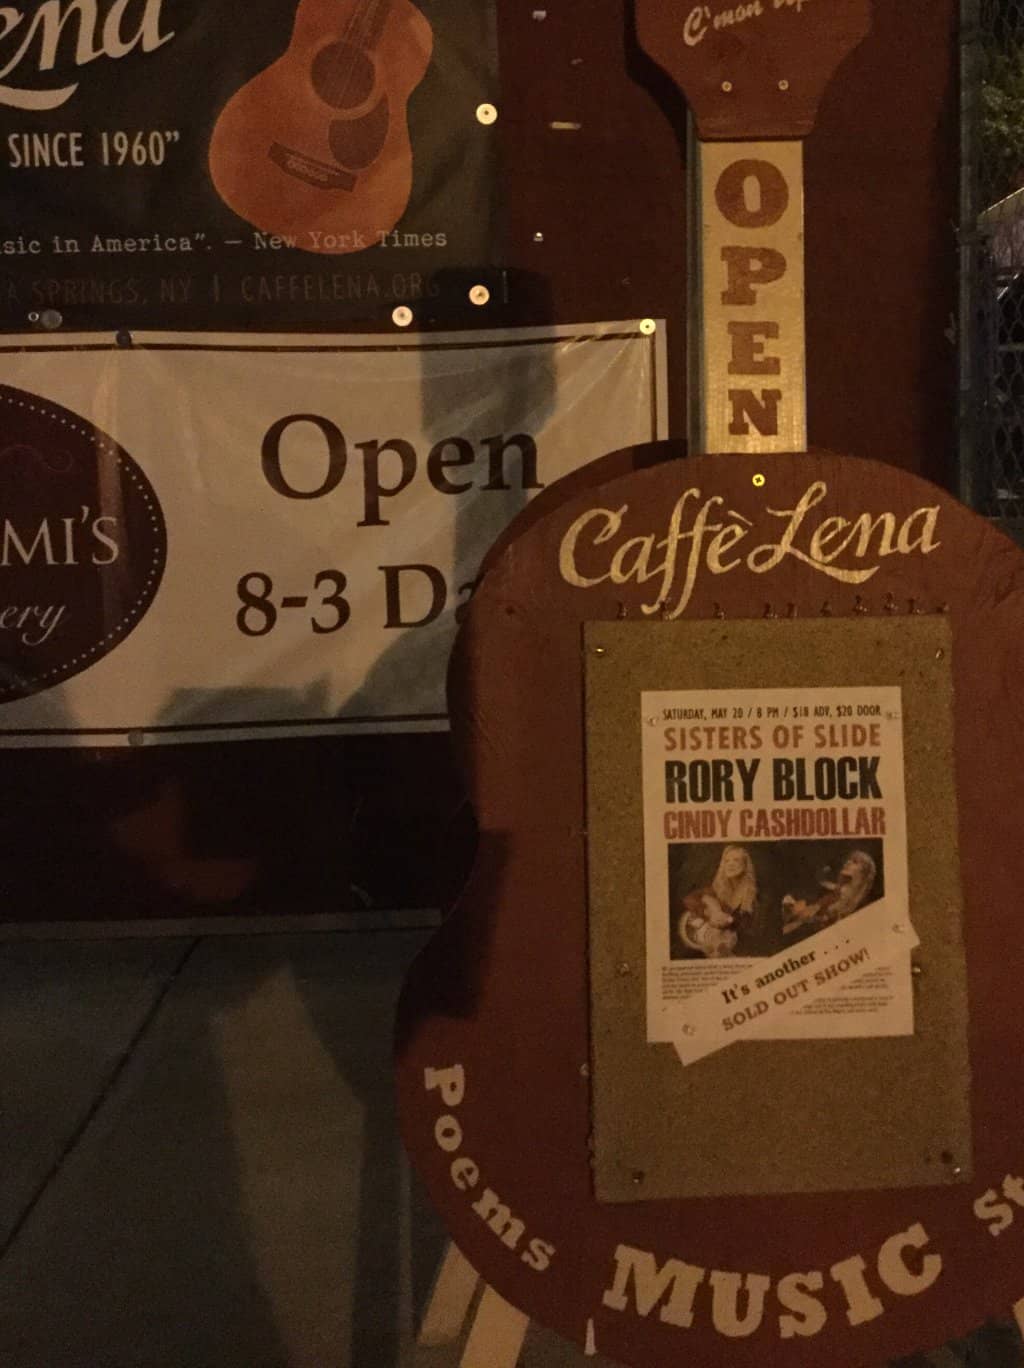 ena
SINCE 1960”
sic in America”. — New York Times
A SPRINGS, NY | CAFFELENA.ORG
MI'S
ery
Open
8-3 Da
C'mon up
OPEN
Caffè Lena
SATURDAY, MAY 20 / 8 PM / $18 ADV, $20 DOOR
SISTERS OF SLIDE
RORY BLOCK
CINDY CASHDOLLAR
It's another . . .
SOLD OUT SHOW!
Poems MUSIC St